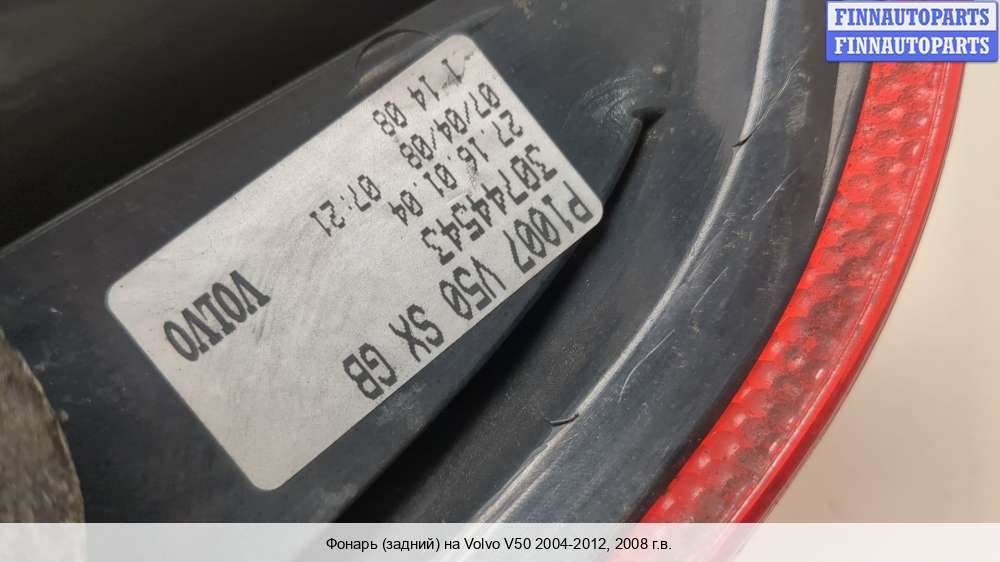 FINNAUTOPARTS
FINNAUTOPARTS
P1007 V50 SX GB
30744543
27.16.01.04
07/04/08 07:21
1 14 08
VOLVO
Фонарь (задний) на Volvo V50 2004-2012, 2008 г.в.